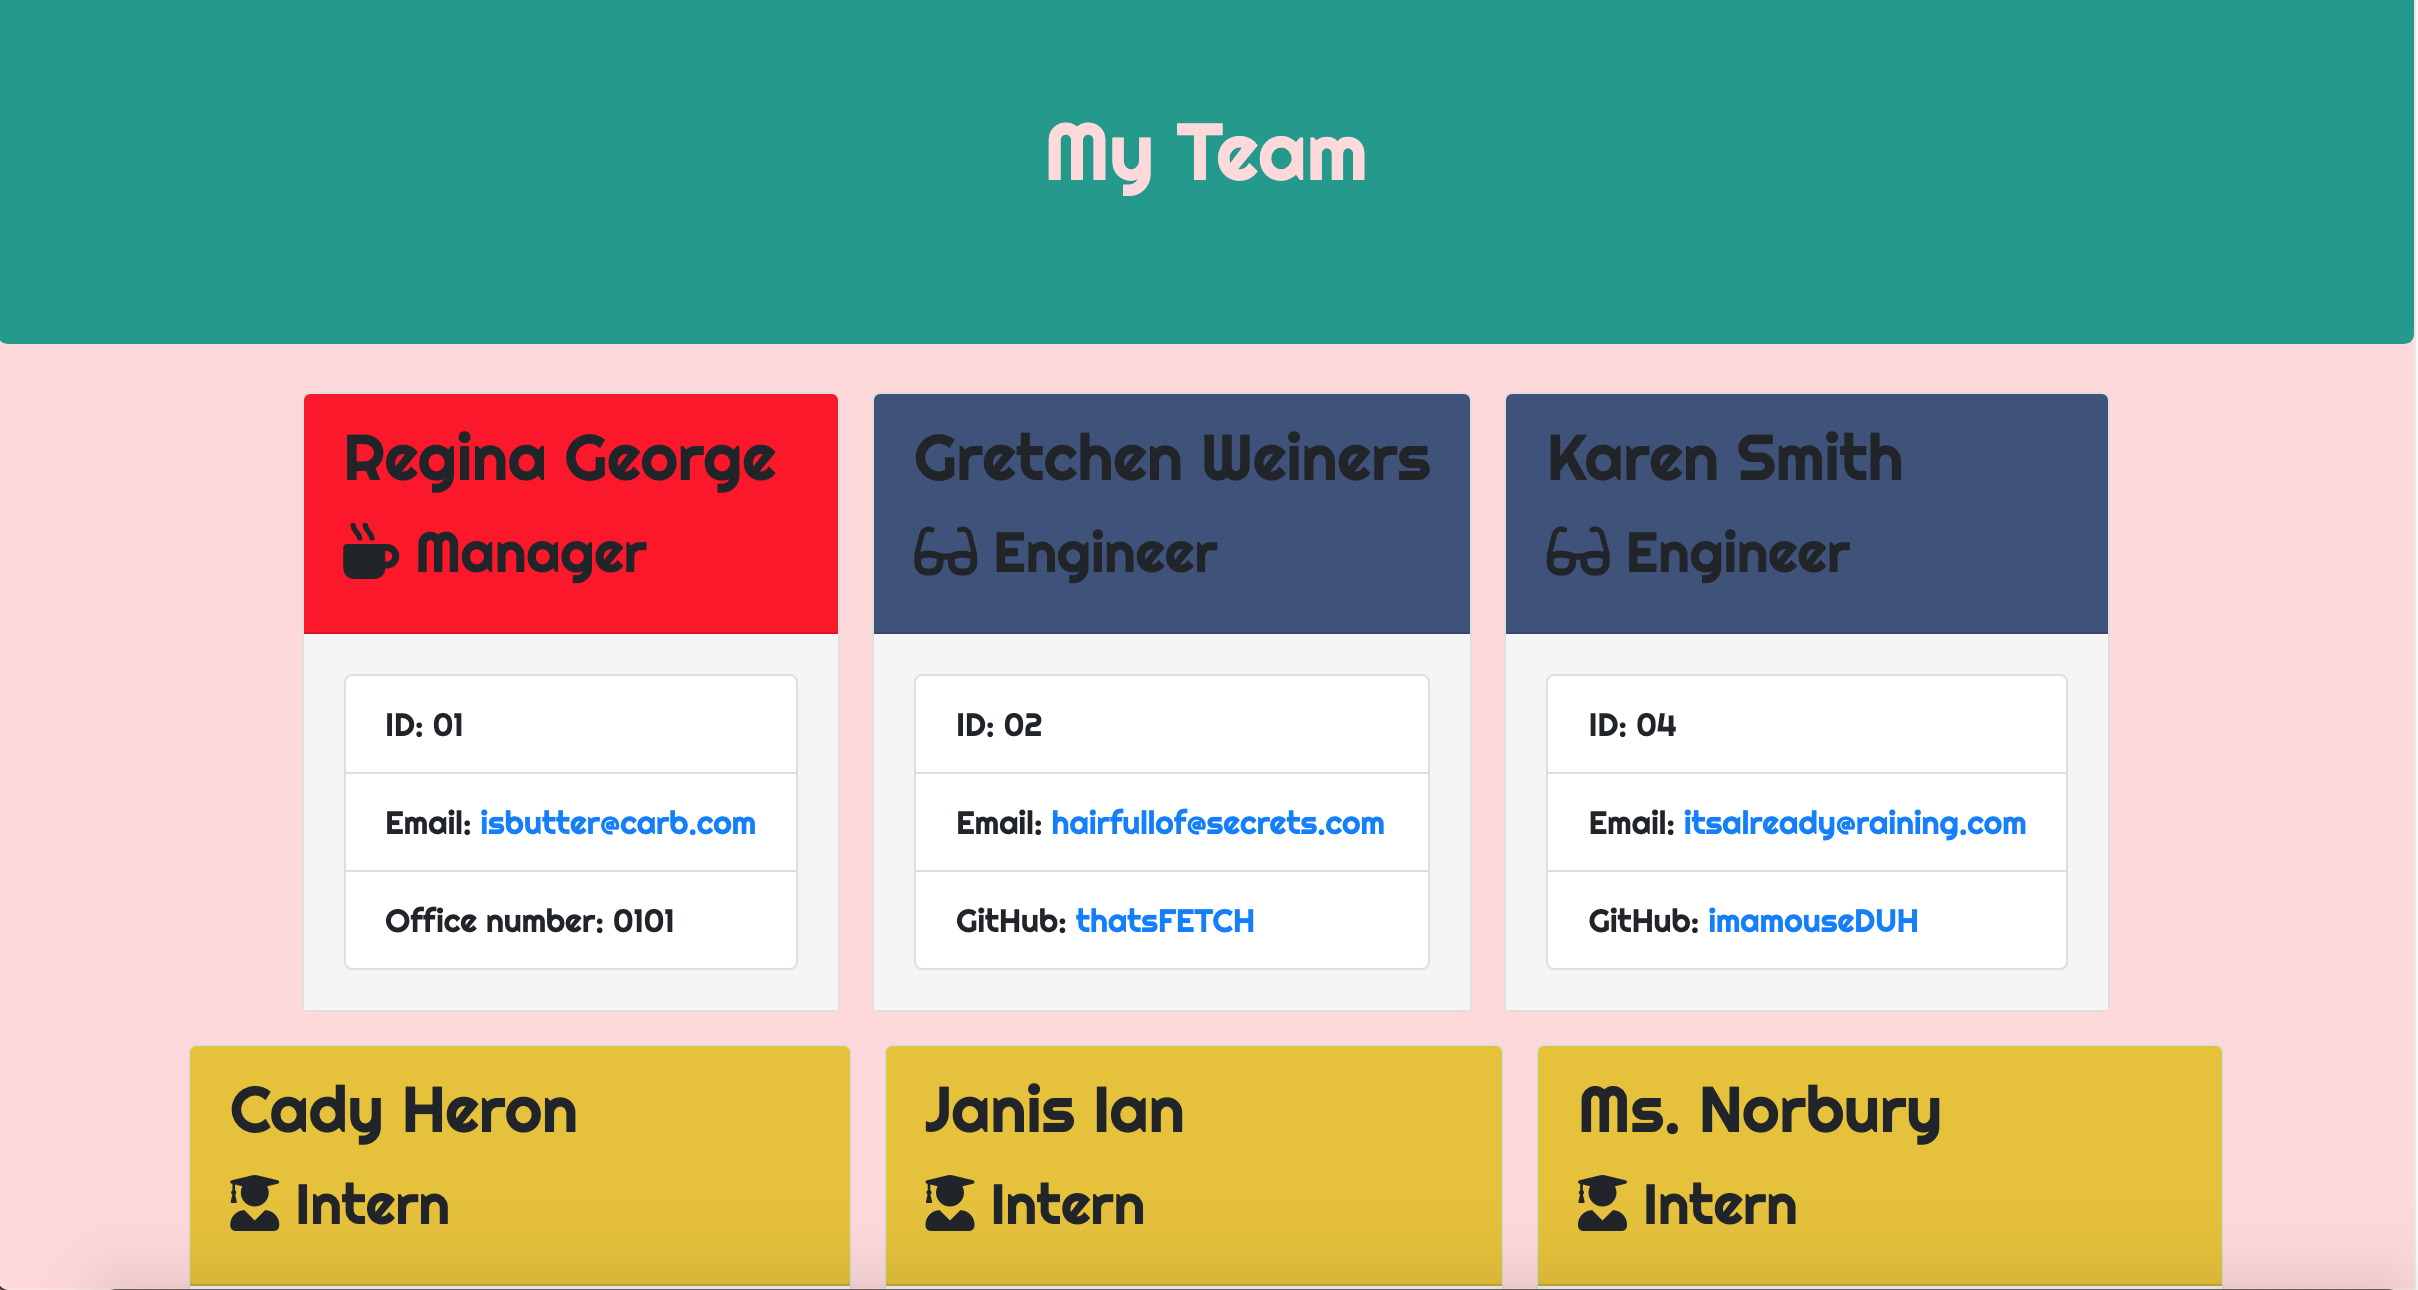 My Team
Regina George
Manager
ID: 01
Email: isbutter@carb.com
Office number: 0101
Gretchen Weiners
Engineer
ID: 02
Email: hairfullof@secrets.com
GitHub: thatsFETCH
Karen Smith
Engineer
ID: 04
Email: itsalready@raining.com
GitHub: imamouseDUH
Cady Heron
Intern
Janis Ian
Intern
Ms. Norbury
Intern